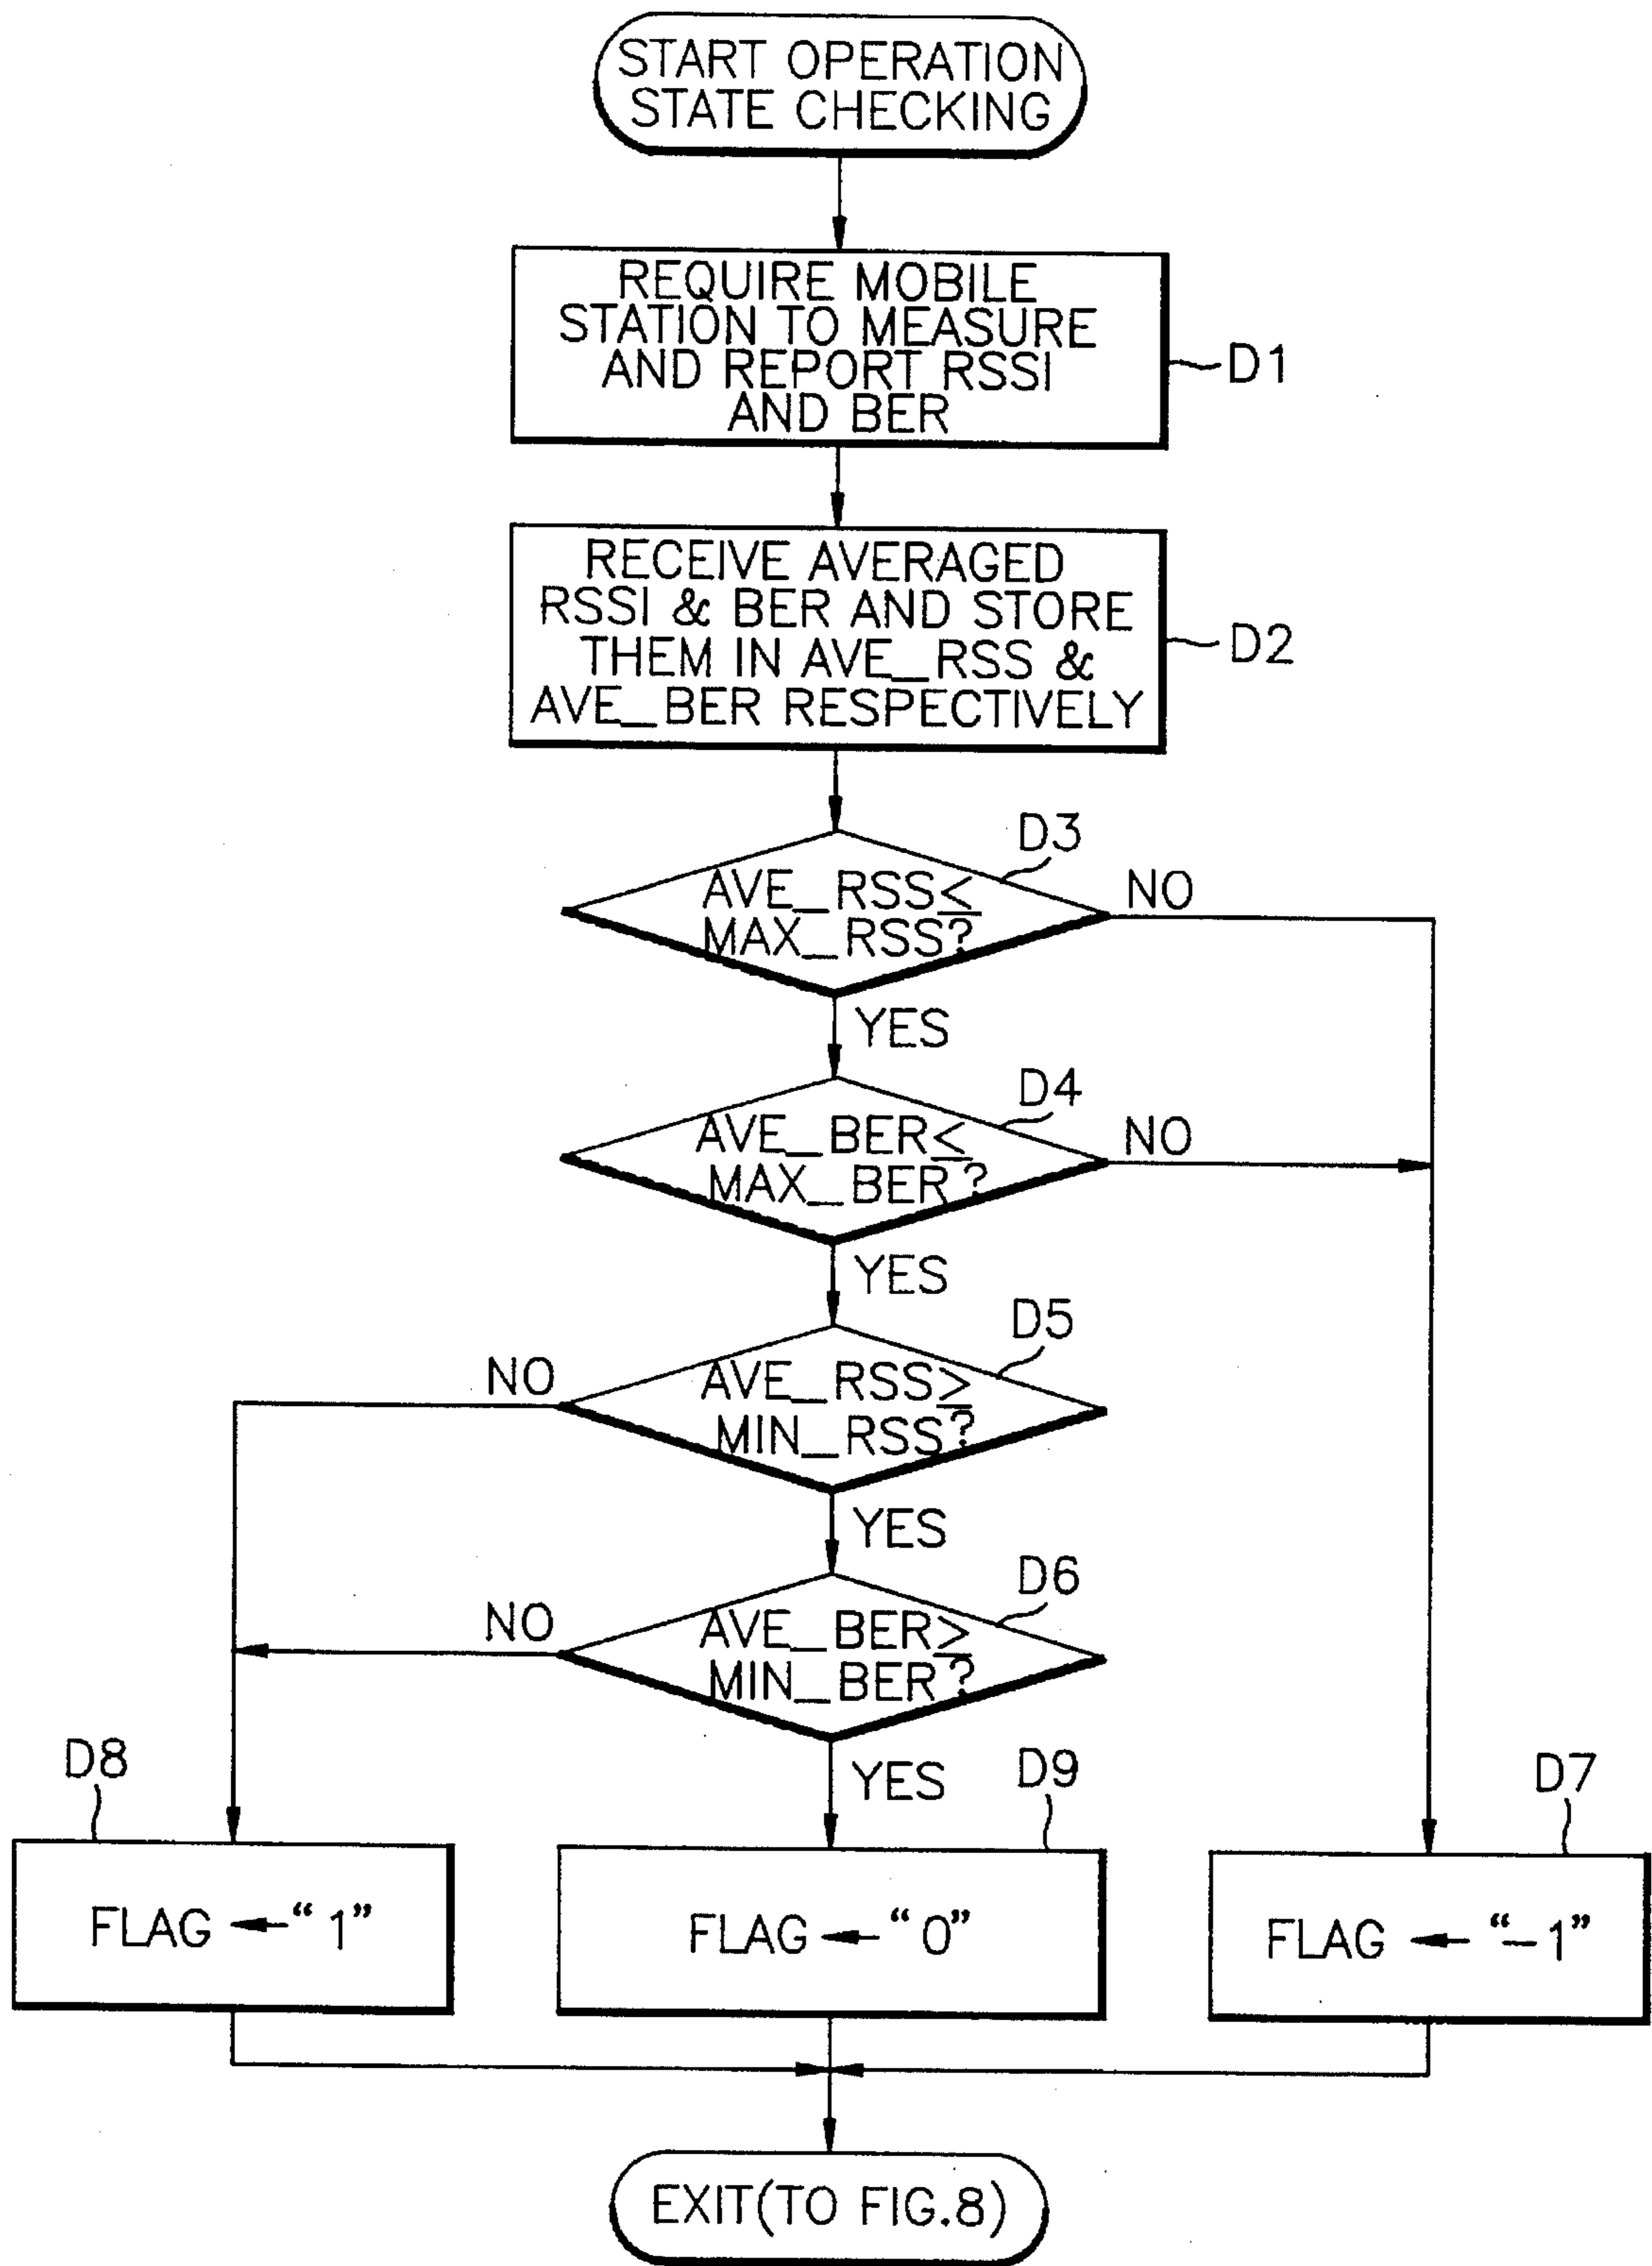 START OPERATION
STATE CHECKING
REQUIRE MOBILE
STATION TO MEASURE
AND REPORT RSSI
AND BER
D1
RECEIVE AVERAGED
RSSI & BER AND STORE
THEM IN AVE_RSS &
AVE_BER RESPECTIVELY
D2
D3
AVE_RSS≤
MAX_RSS?
NO
YES
D4
AVE_BER≤
MAX_BER?
NO
YES
D5
NO
AVE_RSS≥
MIN_RSS?
YES
D6
NO
AVE_BER≥
MIN_BER?
YES
D8
D9
D7
FLAG ←“1”
FLAG ← “0”
FLAG ← “−1”
EXIT(TO FIG.8)